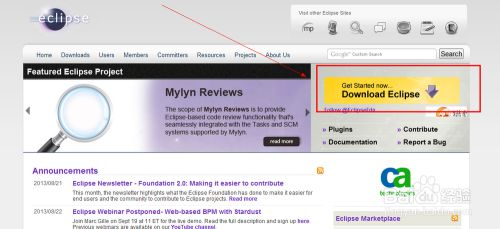 eclipse
Visit other Eclipse Sites
Home Downloads Users Members Committers Resources Projects About Us
Google Custom Search Search
Featured Eclipse Project
Mylyn Reviews
The scope of Mylyn Reviews is to provide
Eclipse-based code review functionality that's
seamlessly integrated with the Tasks and SCM
systems supported by Mylyn.
read more
Get Started now...
Download Eclipse
Follow @EclipseFdn
» Plugins » Contribute
» Documentation » Report a Bug
Announcements
2013/08/21 Eclipse Newsletter - Foundation 2.0: Making it easier to contribute
This month, the newsletter highlights what the Eclipse Foundation has done to make it easier for
end users and the community to contribute to Eclipse projects. Read more
2013/08/22 Eclipse Webinar Postponed- Web-based BPM with Stardust
Join Marc Gille on Sept 19 at 11 ET for the live demo. Read the full description and sign up here.
Previous webinars are available on our YouTube channel.
ca
technologies
Eclipse Marketplace